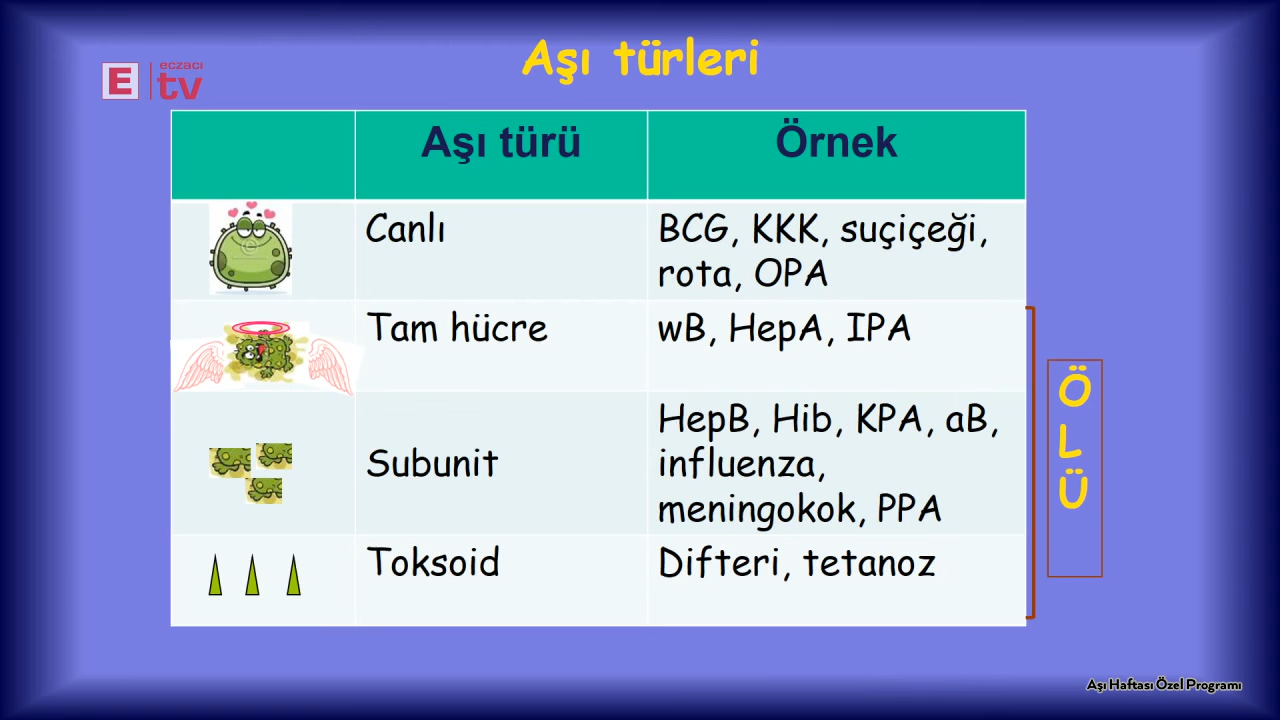 Aşı türleri
E
eczacı
tv
Aşı türü
Örnek
Canlı
BCG, KKK, suçiçeği,
rota, OPA
Tam hücre
wB, HepA, IPA
Subunit
HepB, Hib, KPA, aB,
influenza,
meningokok, PPA
Toksoid
Difteri, tetanoz
Ö
L
Ü
Aşı Haftası Özel Programı